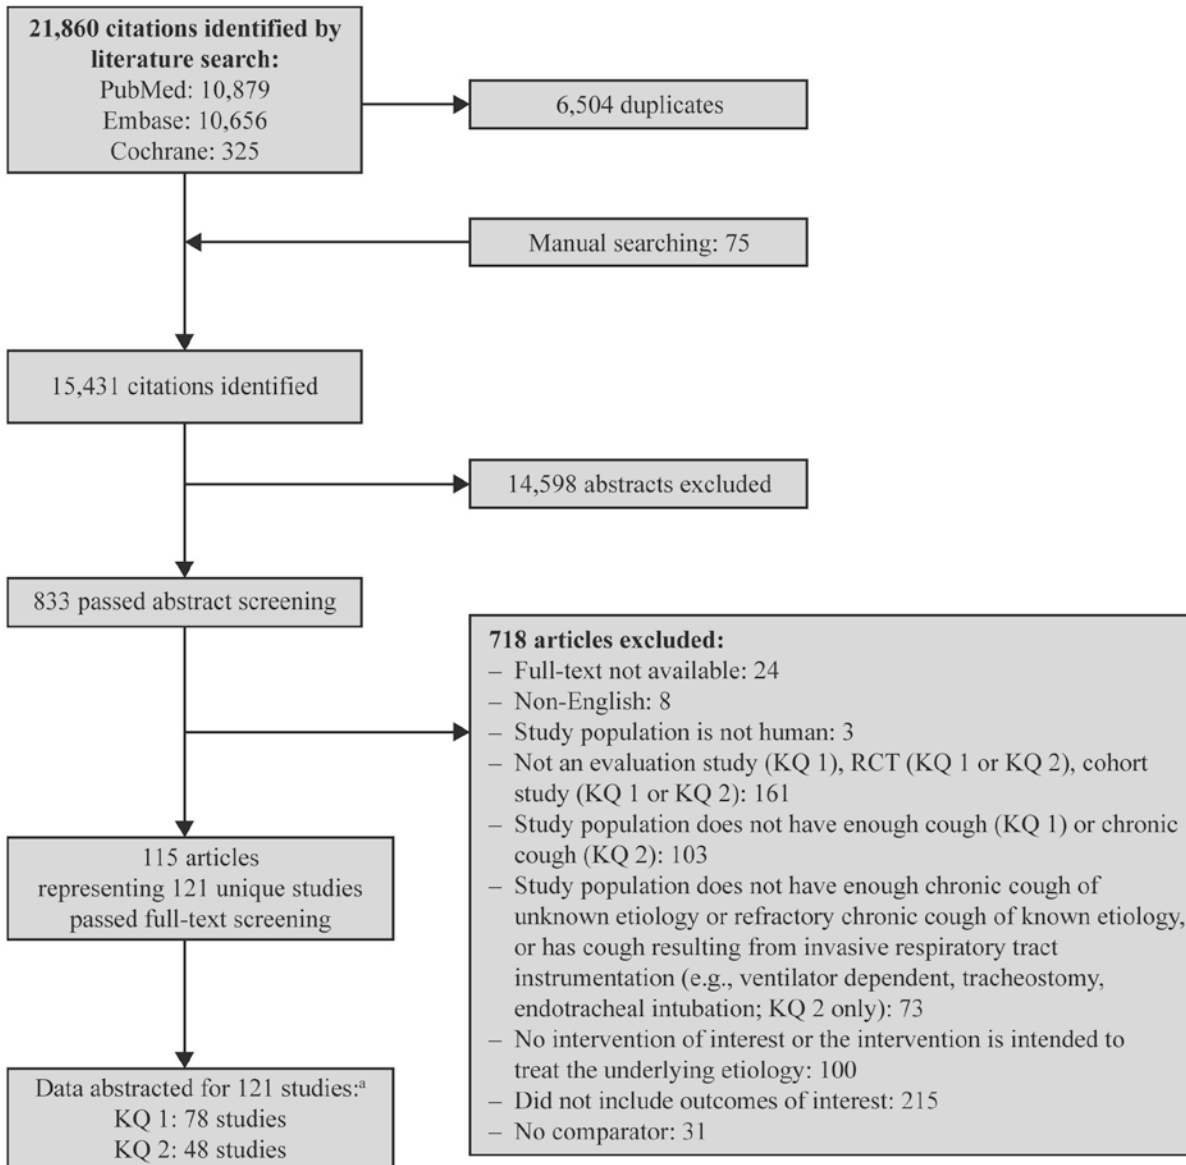 21,860 citations identified by
literature search:
PubMed: 10,879
Embase: 10,656
Cochrane: 325
6,504 duplicates
Manual searching: 75
15,431 citations identified
14,598 abstracts excluded
833 passed abstract screening
718 articles excluded:
– Full-text not available: 24
– Non-English: 8
– Study population is not human: 3
– Not an evaluation study (KQ 1), RCT (KQ 1 or KQ 2), cohort
study (KQ 1 or KQ 2): 161
– Study population does not have enough cough (KQ 1) or chronic
cough (KQ 2): 103
– Study population does not have enough chronic cough of
unknown etiology or refractory chronic cough of known etiology,
or has cough resulting from invasive respiratory tract
instrumentation (e.g., ventilator dependent, tracheostomy,
endotracheal intubation; KQ 2 only): 73
– No intervention of interest or the intervention is intended to
treat the underlying etiology: 100
– Did not include outcomes of interest: 215
– No comparator: 31
115 articles
representing 121 unique studies
passed full-text screening
Data abstracted for 121 studies:ᵃ
KQ 1: 78 studies
KQ 2: 48 studies